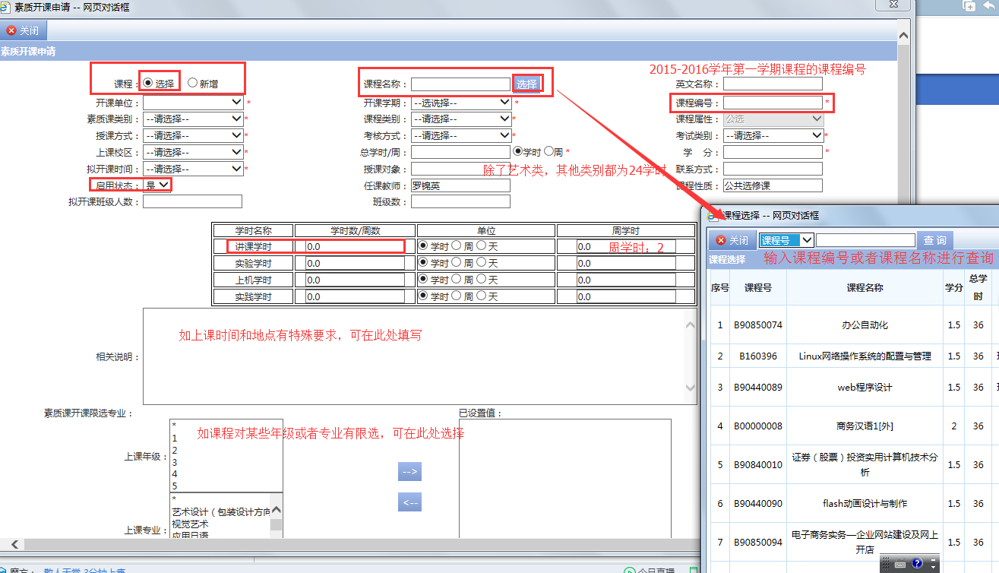 素质开课申请 -- 网页对话框
关闭
素质开课申请
2015-2016学年第一学期课程的课程编号
课程： 选择 新增 课程名称： 选择 英文名称：
开课单位： * 开课学期： --选选择-- * 课程编号： *
素质课类别： --请选择-- * 课程类别： --请选择-- * 课程属性： 公选
授课方式： --请选择-- * 考核方式： --请选择-- * 考试类别： --请选择-- *
上课校区： --请选择-- * 总学时/周： 学时 周 * 学 分： *
拟开课时间： --请选择-- * 授课对象： 除了艺术类，其他类别都为24学时 联系方式：
启用状态： 是 任课教师： 罗锦英 课程性质： 公共选修课
拟开课班级人数： 班级数：
学时名称 学时数/周数 单位 周学时
讲课学时 0.0 学时 周 天 0.0 周学时：2
实验学时 0.0 学时 周 天 0.0
上机学时 0.0 学时 周 天 0.0
实践学时 0.0 学时 周 天 0.0
如上课时间和地点有特殊要求，可在此处填写
相关说明：
素质课开课限选专业： 已设置值：
如课程对某些年级或者专业有限选，可在此处选择
上课年级：
*
1
2
3
4
5
-->
<--
上课专业：
*
艺术设计（包装设计方向
视觉艺术
应用日语
课程选择 -- 网页对话框
关闭 课程号 查 询
课程选择 输入课程编号或者课程名称进行查询
序号 课程号 课程名称 学分 总学时
1 B90850074 办公自动化 1.5 36
2 B160396 Linux网络操作系统的配置与管理 1.5 36
3 B90440089 web程序设计 1.5 36
4 B00000008 商务汉语1[外] 2 36
5 B90840010 证券（股票）投资实用计算机技术分析 1.5 36
6 B90440090 flash动画设计与制作 1.5 36
7 B90850094 电子商务实务—企业网站建设及网上开店 1.5 36
今日直播